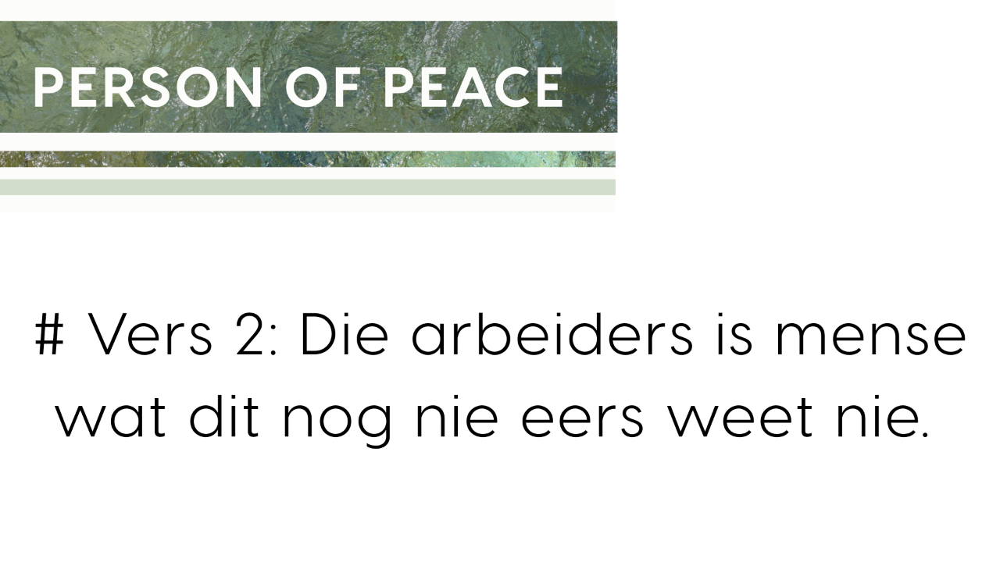 PERSON OF PEACE
# Vers 2: Die arbeiders is mense
wat dit nog nie eers weet nie.